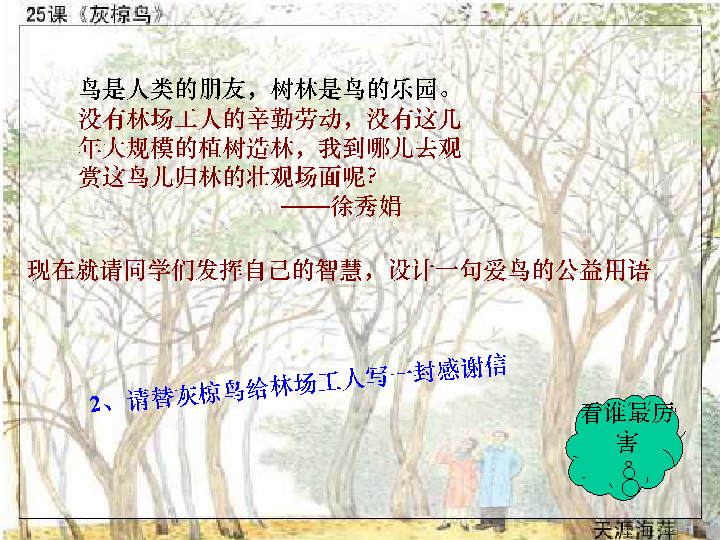 25课《灰椋鸟》
鸟是人类的朋友，树林是鸟的乐园。
没有林场工人的辛勤劳动，没有这几
年大规模的植树造林，我到哪儿去观
赏这鸟儿归林的壮观场面呢？
——徐秀娟
现在就请同学们发挥自己的智慧，设计一句爱鸟的公益用语
2、请替灰椋鸟给林场工人写一封感谢信
看谁最厉
害
天涯海萍